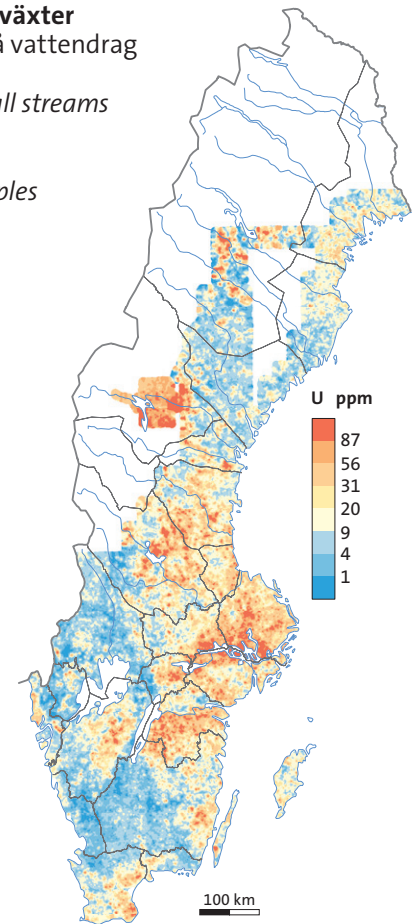 växter
å vattendrag
ll streams
ples
U ppm
87
56
31
20
9
4
1
100 km